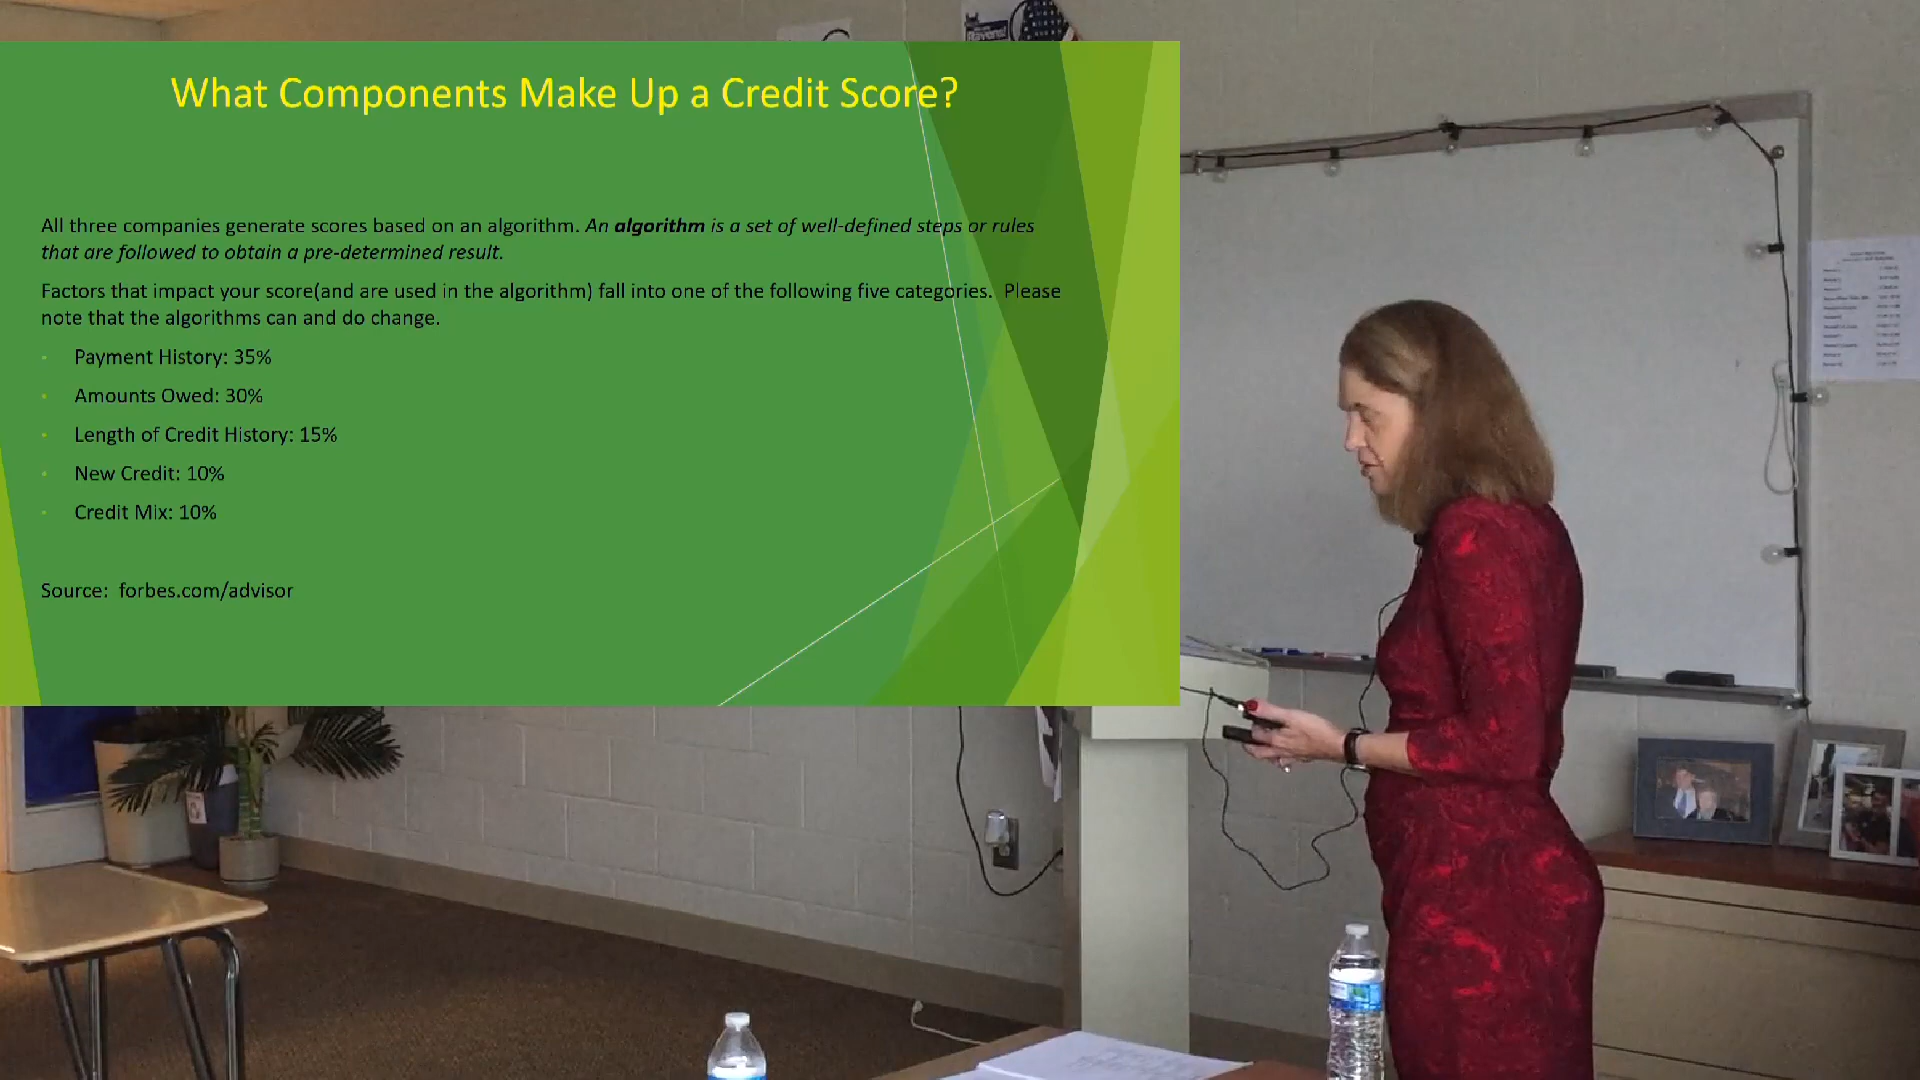 Ravens!
What Components Make Up a Credit Score?
All three companies generate scores based on an algorithm. An algorithm is a set of well-defined steps or rules
that are followed to obtain a pre-determined result.
Factors that impact your score(and are used in the algorithm) fall into one of the following five categories.  Please
note that the algorithms can and do change.
• Payment History: 35%
• Amounts Owed: 30%
• Length of Credit History: 15%
• New Credit: 10%
• Credit Mix: 10%
Source:  forbes.com/advisor